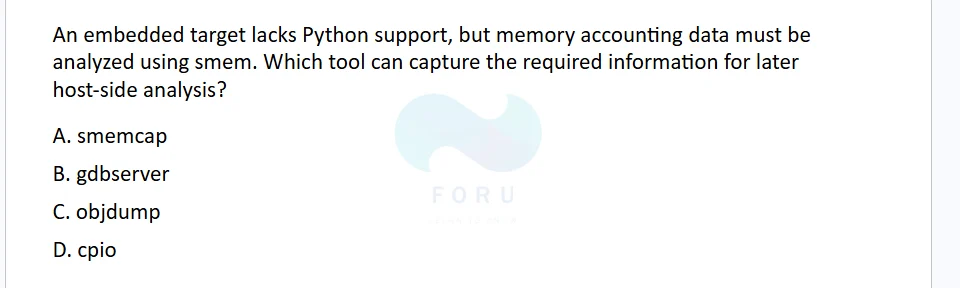 An embedded target lacks Python support, but memory accounting data must be
analyzed using smem. Which tool can capture the required information for later
host-side analysis?
A. smemcap
B. gdbserver
C. objdump
D. cpio
FORU